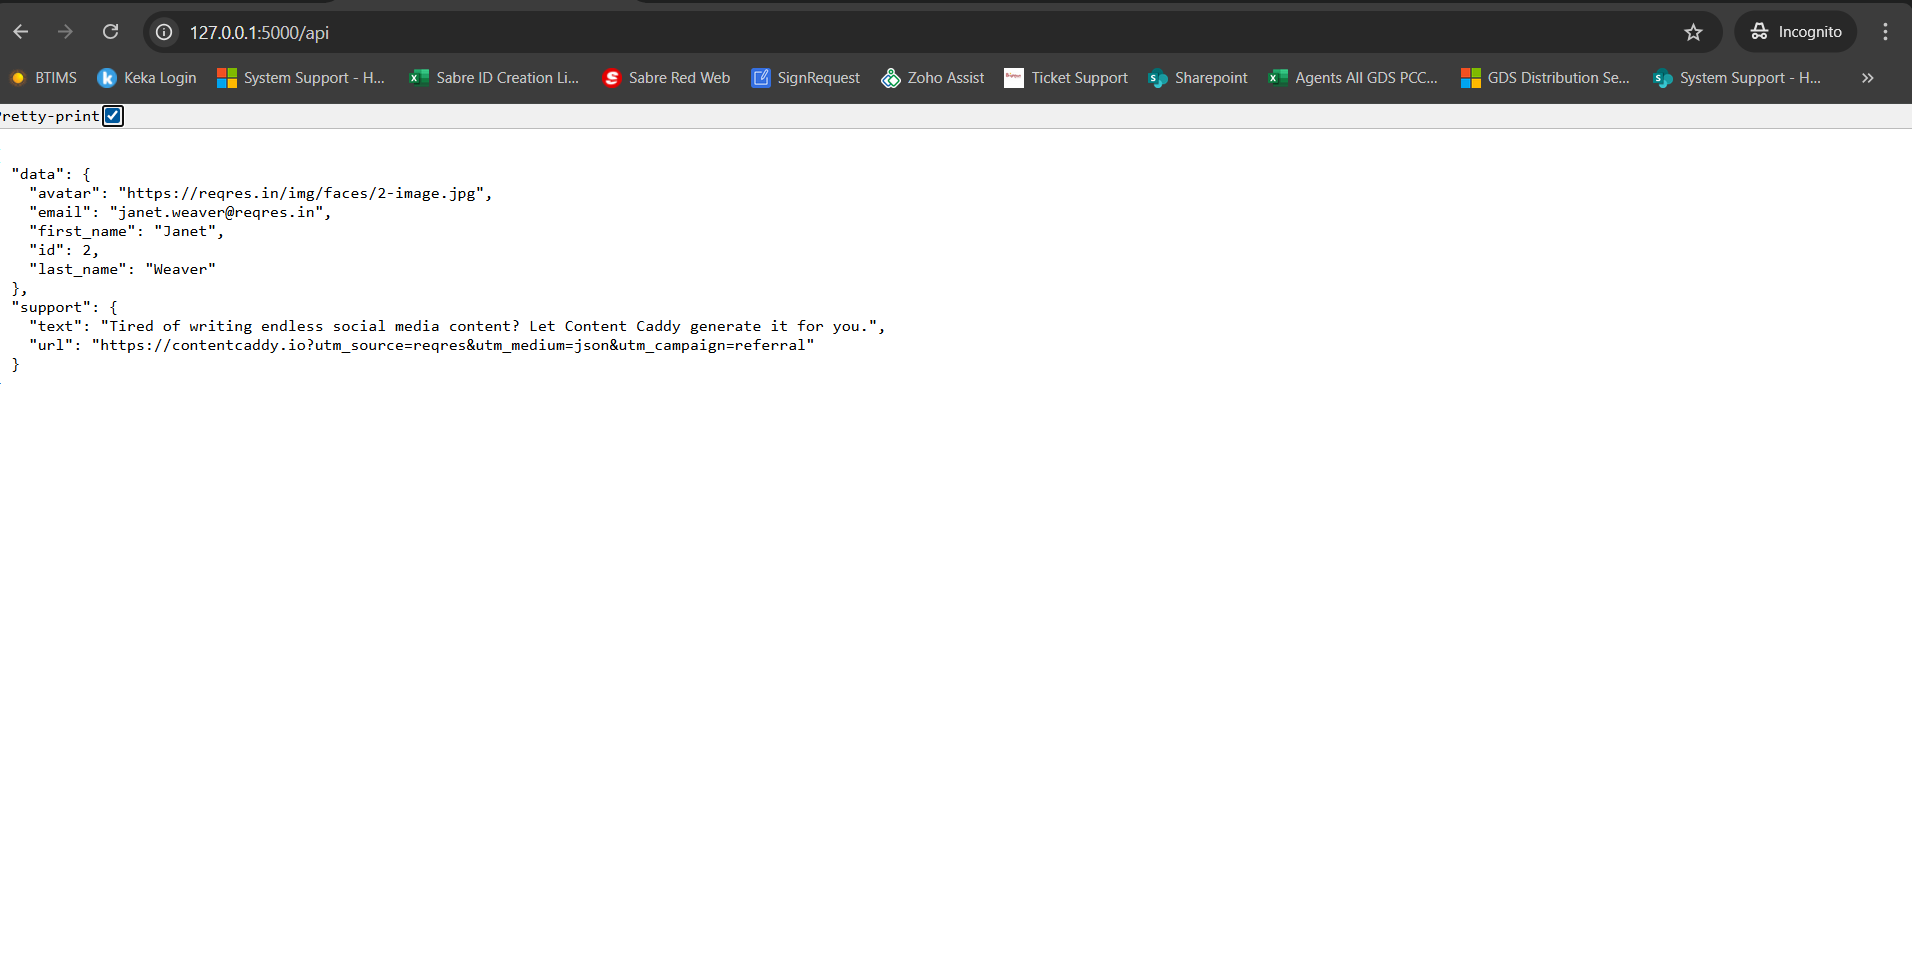 127.0.0.1:5000/api
Incognito
BTIMS Keka Login System Support - H... Sabre ID Creation Li... Sabre Red Web SignRequest Zoho Assist Ticket Support Sharepoint Agents All GDS PCC... GDS Distribution Se... System Support - H... »
retty-print
"data": {
"avatar": "https://reqres.in/img/faces/2-image.jpg",
"email": "janet.weaver@reqres.in",
"first_name": "Janet",
"id": 2,
"last_name": "Weaver"
},
"support": {
"text": "Tired of writing endless social media content? Let Content Caddy generate it for you.",
"url": "https://contentcaddy.io?utm_source=reqres&utm_medium=json&utm_campaign=referral"
}